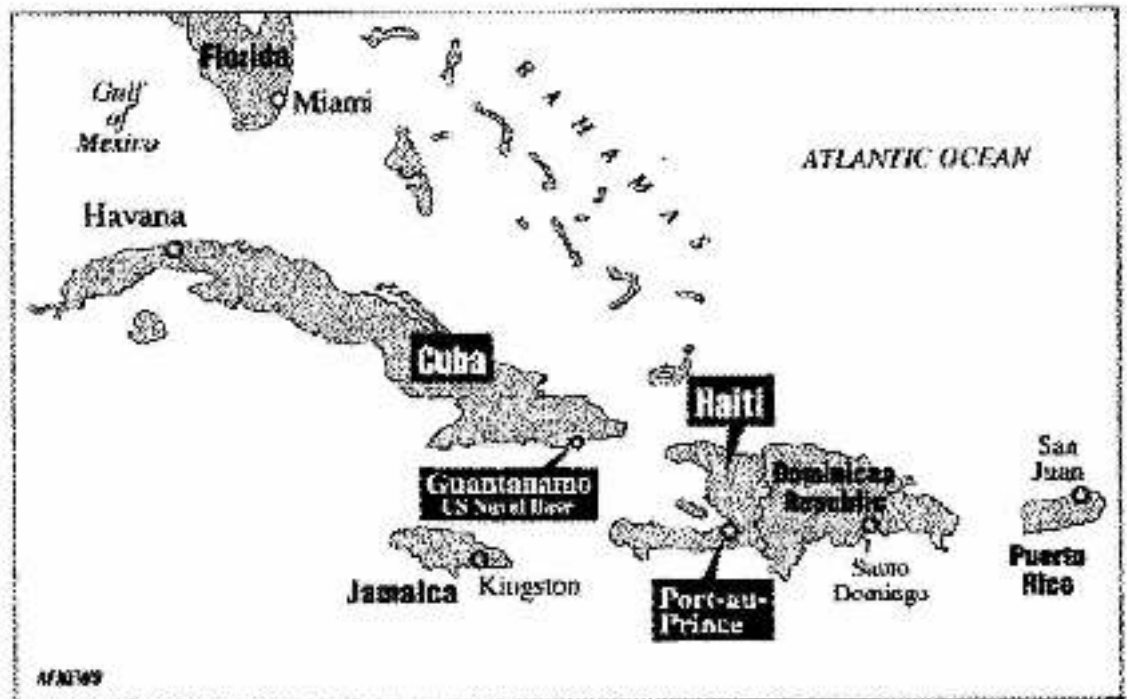 Florida
Miami
Gulf
of
Mexico
BAHAMAS
ATLANTIC OCEAN
Havana
Cuba
Haiti
Guantanamo
US Naval Base
Dominican
Republic
San
Juan
Puerto
Rico
Santo
Domingo
Port-au-
Prince
Jamaica
Kingston